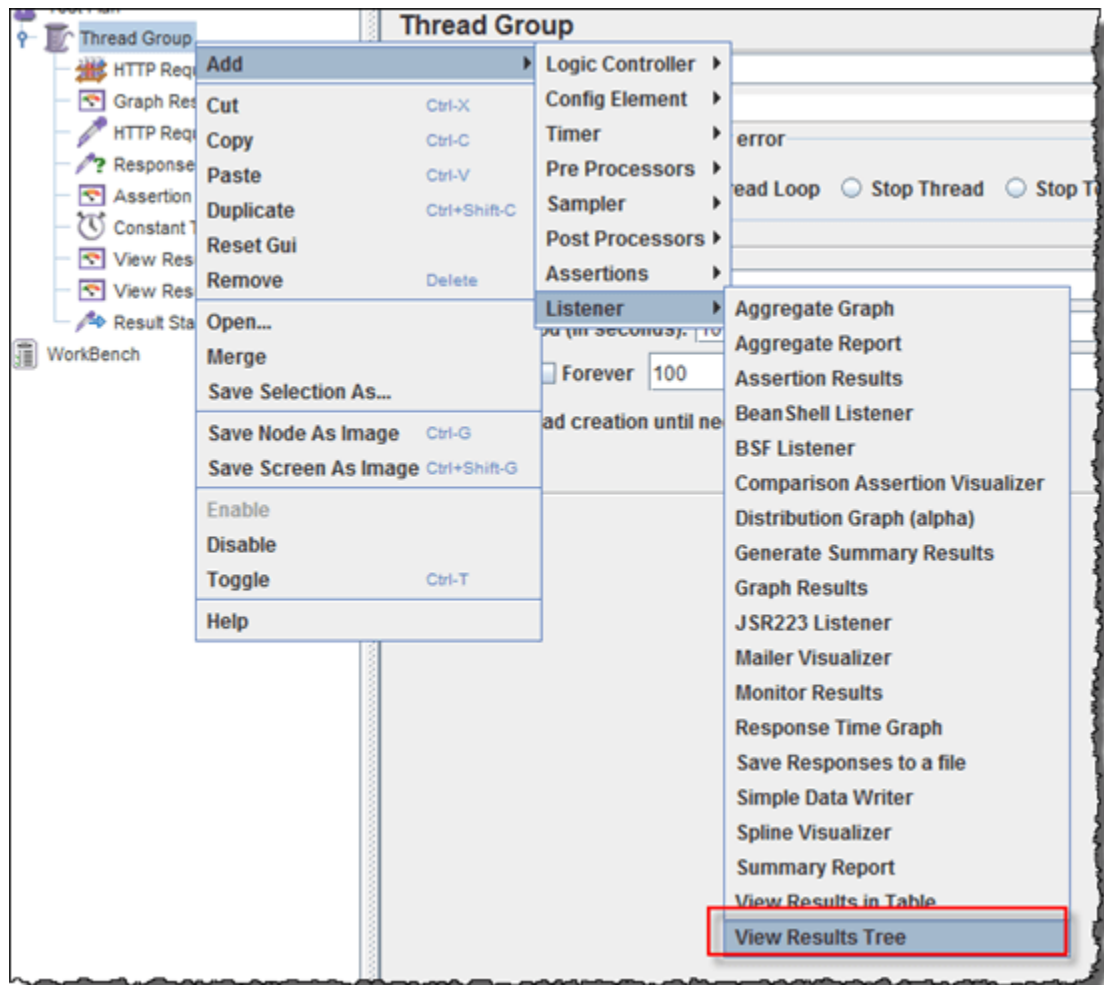 Thread Group
Thread Group
HTTP Requ
Graph Res
HTTP Requ
Response
Assertion
Constant T
View Res
View Res
Result Sta
WorkBench
Add
Cut Ctrl-X
Copy Ctrl-C
Paste Ctrl-V
Duplicate Ctrl+Shift-C
Reset Gui
Remove Delete
Open...
Merge
Save Selection As...
Save Node As Image Ctrl-G
Save Screen As Image Ctrl+Shift-G
Enable
Disable
Toggle Ctrl-T
Help
Logic Controller
Config Element
Timer
Pre Processors
Sampler
Post Processors
Assertions
Listener
error
read Loop Stop Thread Stop
(in seconds):
Forever 100
ad creation until ne
Aggregate Graph
Aggregate Report
Assertion Results
BeanShell Listener
BSF Listener
Comparison Assertion Visualizer
Distribution Graph (alpha)
Generate Summary Results
Graph Results
JSR223 Listener
Mailer Visualizer
Monitor Results
Response Time Graph
Save Responses to a file
Simple Data Writer
Spline Visualizer
Summary Report
View Results in Table
View Results Tree